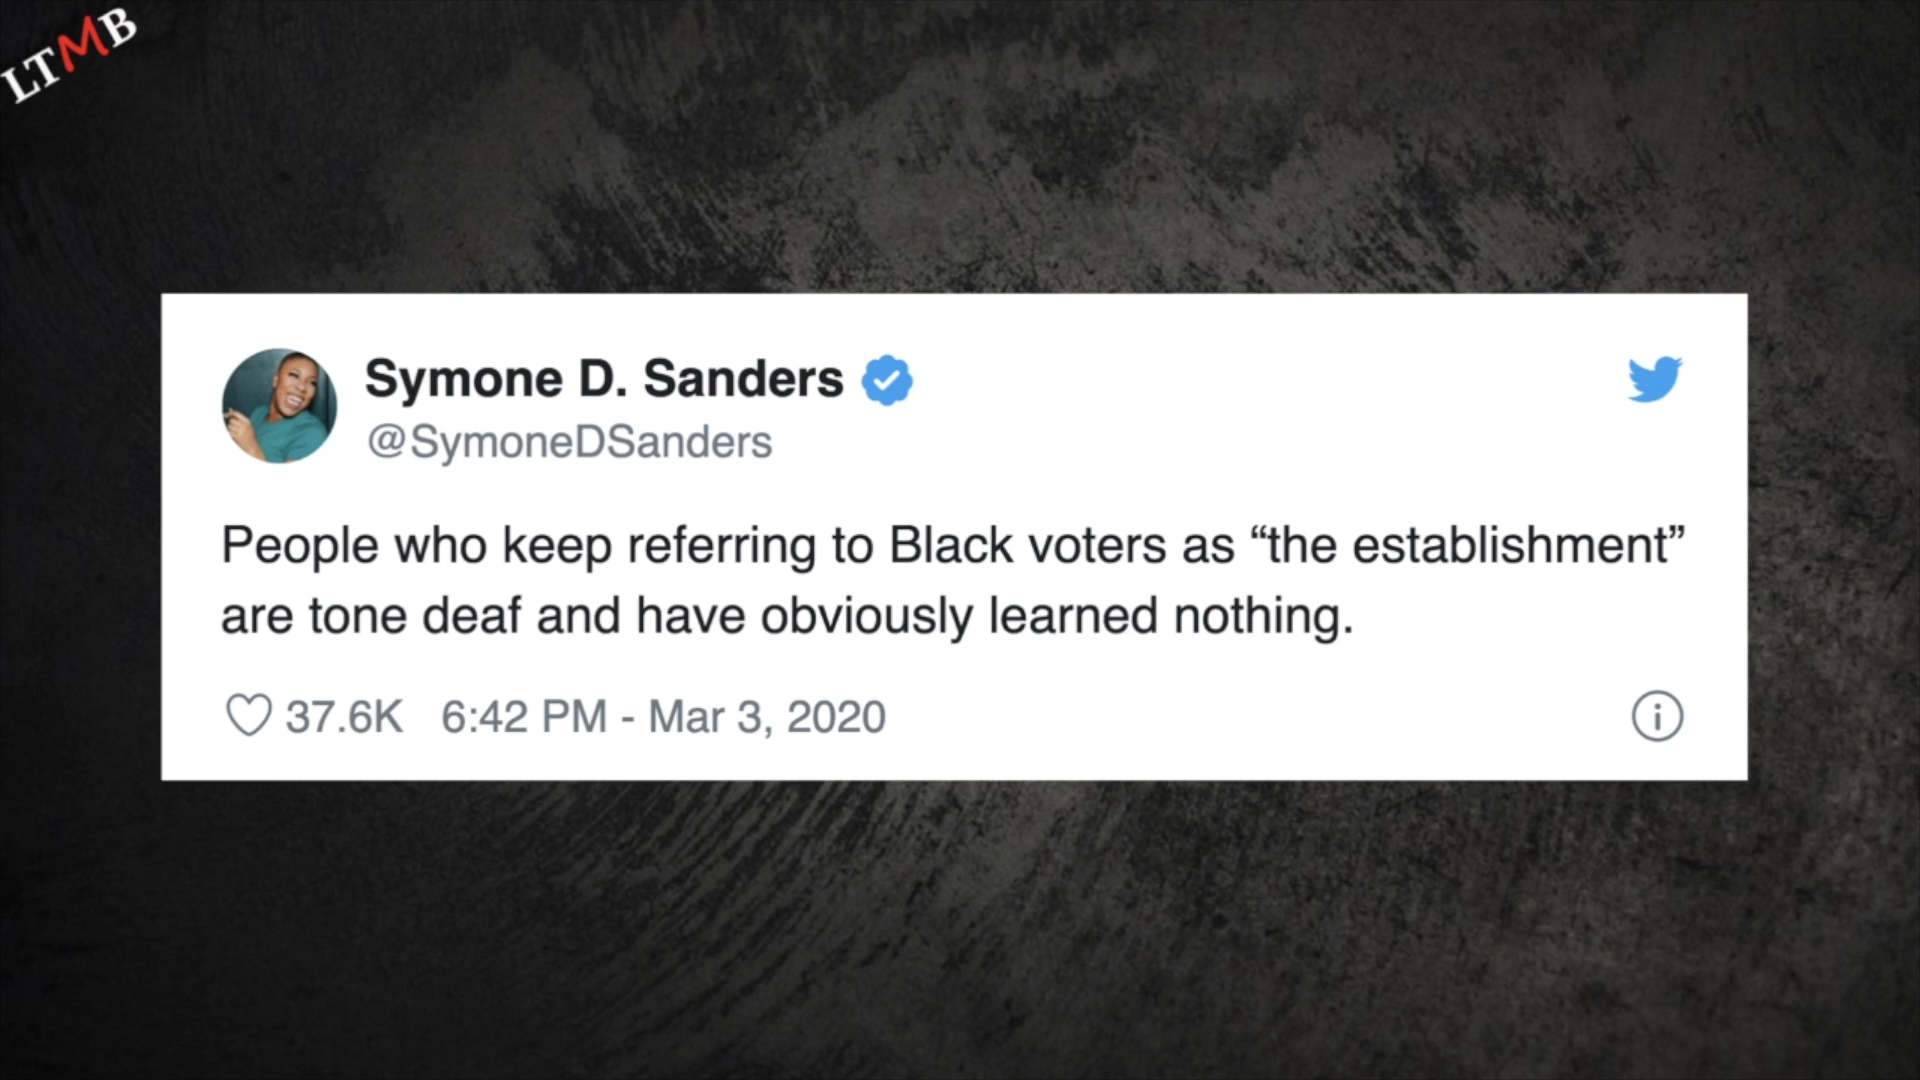 LTMB
Symone D. Sanders
@SymoneDSanders
People who keep referring to Black voters as “the establishment”
are tone deaf and have obviously learned nothing.
37.6K 6:42 PM - Mar 3, 2020